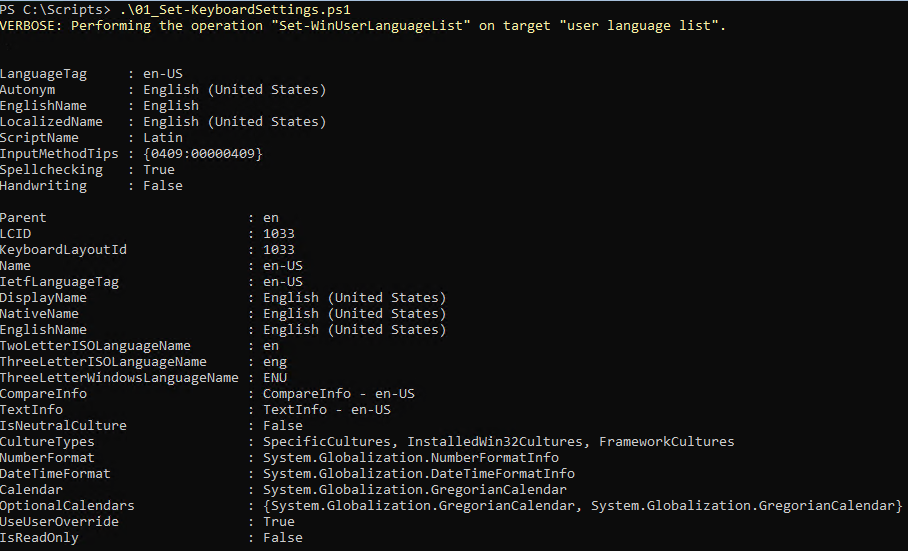 PS C:\Scripts> .\01_Set-KeyboardSettings.ps1
VERBOSE: Performing the operation "Set-WinUserLanguageList" on target "user language list".
LanguageTag : en-US
Autonym : English (United States)
EnglishName : English
LocalizedName : English (United States)
ScriptName : Latin
InputMethodTips : {0409:00000409}
Spellchecking : True
Handwriting : False
Parent : en
LCID : 1033
KeyboardLayoutId : 1033
Name : en-US
IetfLanguageTag : en-US
DisplayName : English (United States)
NativeName : English (United States)
EnglishName : English (United States)
TwoLetterISOLanguageName : en
ThreeLetterISOLanguageName : eng
ThreeLetterWindowsLanguageName : ENU
CompareInfo : CompareInfo - en-US
TextInfo : TextInfo - en-US
IsNeutralCulture : False
CultureTypes : SpecificCultures, InstalledWin32Cultures, FrameworkCultures
NumberFormat : System.Globalization.NumberFormatInfo
DateTimeFormat : System.Globalization.DateTimeFormatInfo
Calendar : System.Globalization.GregorianCalendar
OptionalCalendars : {System.Globalization.GregorianCalendar, System.Globalization.GregorianCalendar}
UseUserOverride : True
IsReadOnly : False